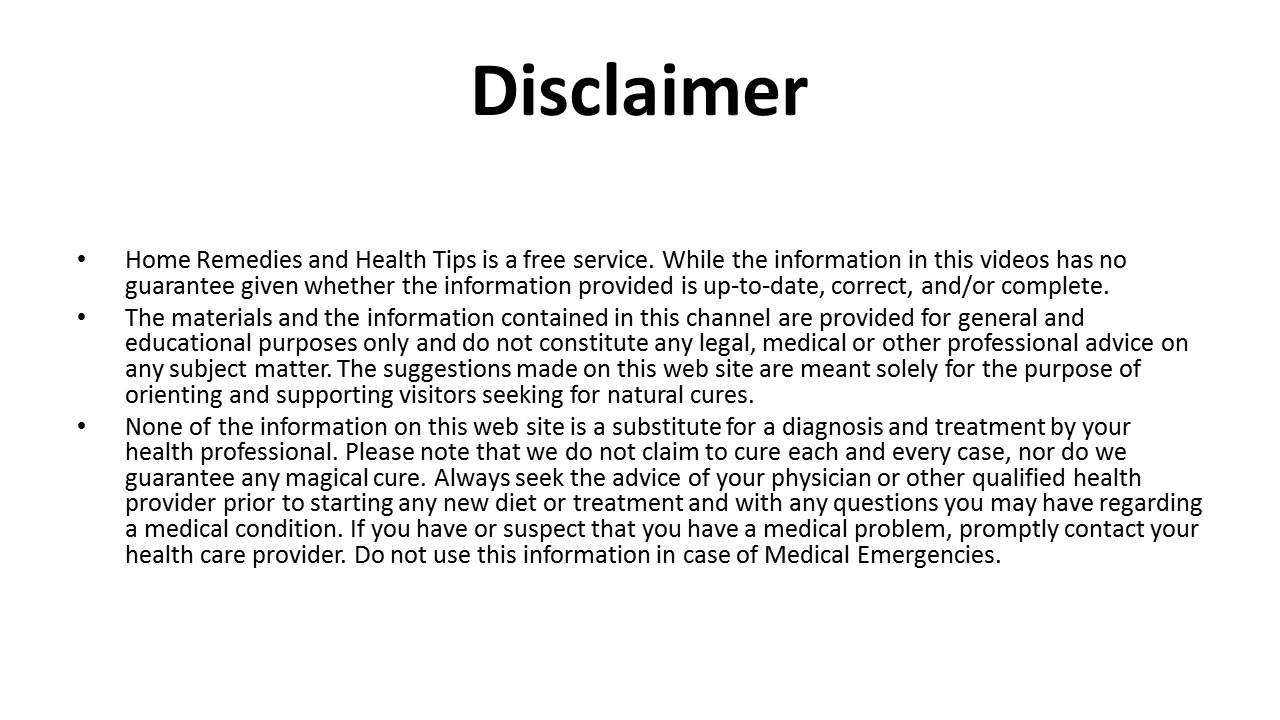 Disclaimer
• Home Remedies and Health Tips is a free service. While the information in this videos has no
guarantee given whether the information provided is up-to-date, correct, and/or complete.
• The materials and the information contained in this channel are provided for general and
educational purposes only and do not constitute any legal, medical or other professional advice on
any subject matter. The suggestions made on this web site are meant solely for the purpose of
orienting and supporting visitors seeking for natural cures.
• None of the information on this web site is a substitute for a diagnosis and treatment by your
health professional. Please note that we do not claim to cure each and every case, nor do we
guarantee any magical cure. Always seek the advice of your physician or other qualified health
provider prior to starting any new diet or treatment and with any questions you may have regarding
a medical condition. If you have or suspect that you have a medical problem, promptly contact your
health care provider. Do not use this information in case of Medical Emergencies.